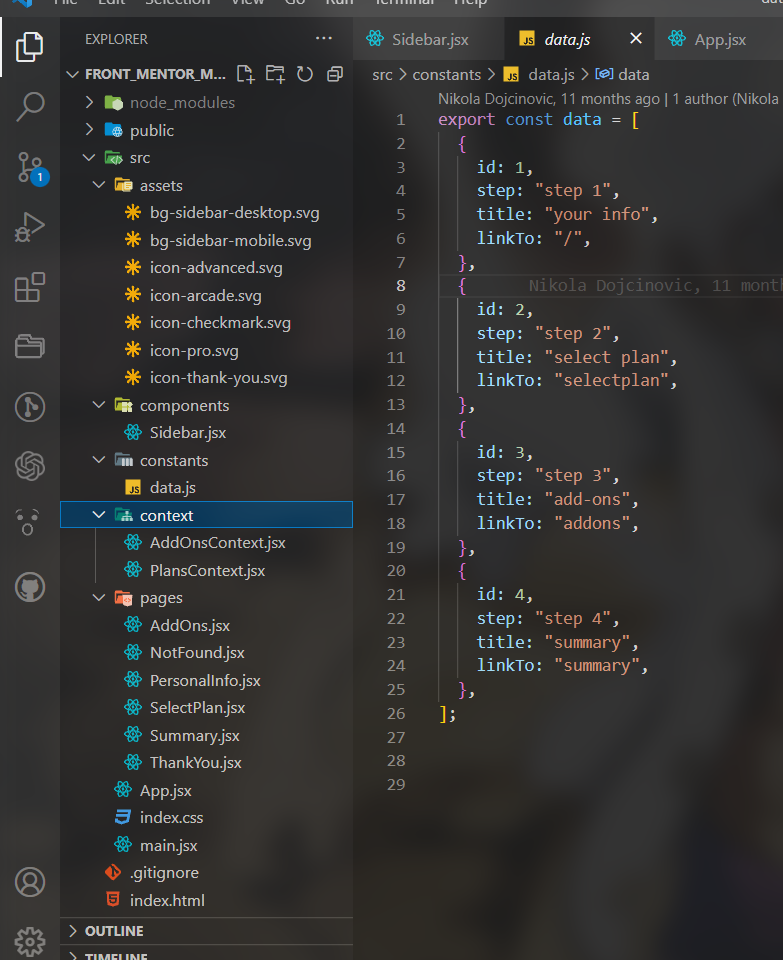 File Edit Selection View Go Run Terminal Help
EXPLORER
FRONT_MENTOR_M...
node_modules
public
src
assets
bg-sidebar-desktop.svg
bg-sidebar-mobile.svg
icon-advanced.svg
icon-arcade.svg
icon-checkmark.svg
icon-pro.svg
icon-thank-you.svg
components
Sidebar.jsx
constants
data.js
context
AddOnsContext.jsx
PlansContext.jsx
pages
AddOns.jsx
NotFound.jsx
PersonalInfo.jsx
SelectPlan.jsx
Summary.jsx
ThankYou.jsx
App.jsx
index.css
main.jsx
.gitignore
index.html
OUTLINE
TIMELINE
1
Sidebar.jsx
JS data.js
App.jsx
src > constants > JS data.js > data
Nikola Dojcinovic, 11 months ago | 1 author (Nikola
1 export const data = [
2 {
3 id: 1,
4 step: "step 1",
5 title: "your info",
6 linkTo: "/",
7 },
8 { Nikola Dojcinovic, 11 mont
9 id: 2,
10 step: "step 2",
11 title: "select plan",
12 linkTo: "selectplan",
13 },
14 {
15 id: 3,
16 step: "step 3",
17 title: "add-ons",
18 linkTo: "addons",
19 },
20 {
21 id: 4,
22 step: "step 4",
23 title: "summary",
24 linkTo: "summary",
25 },
26 ];
27
28
29